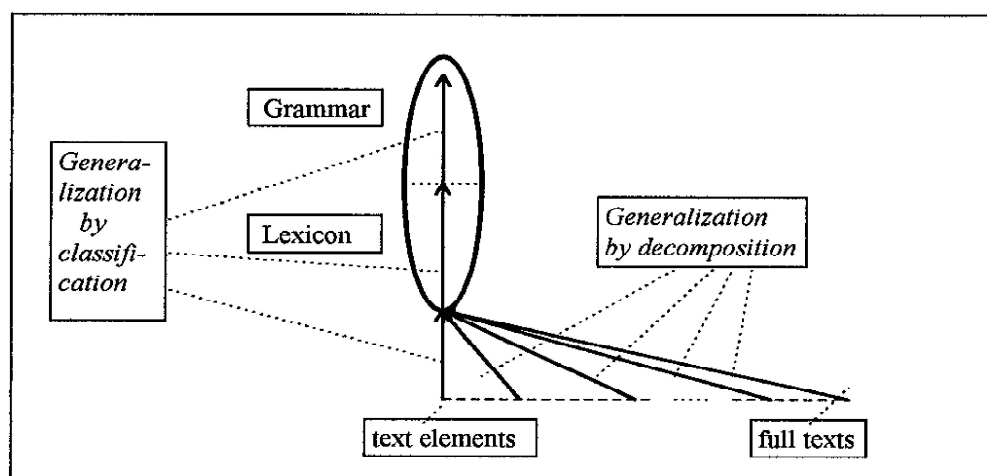 Grammar
Genera-
lization
by
classifi-
cation
Lexicon
Generalization
by decomposition
text elements
full texts